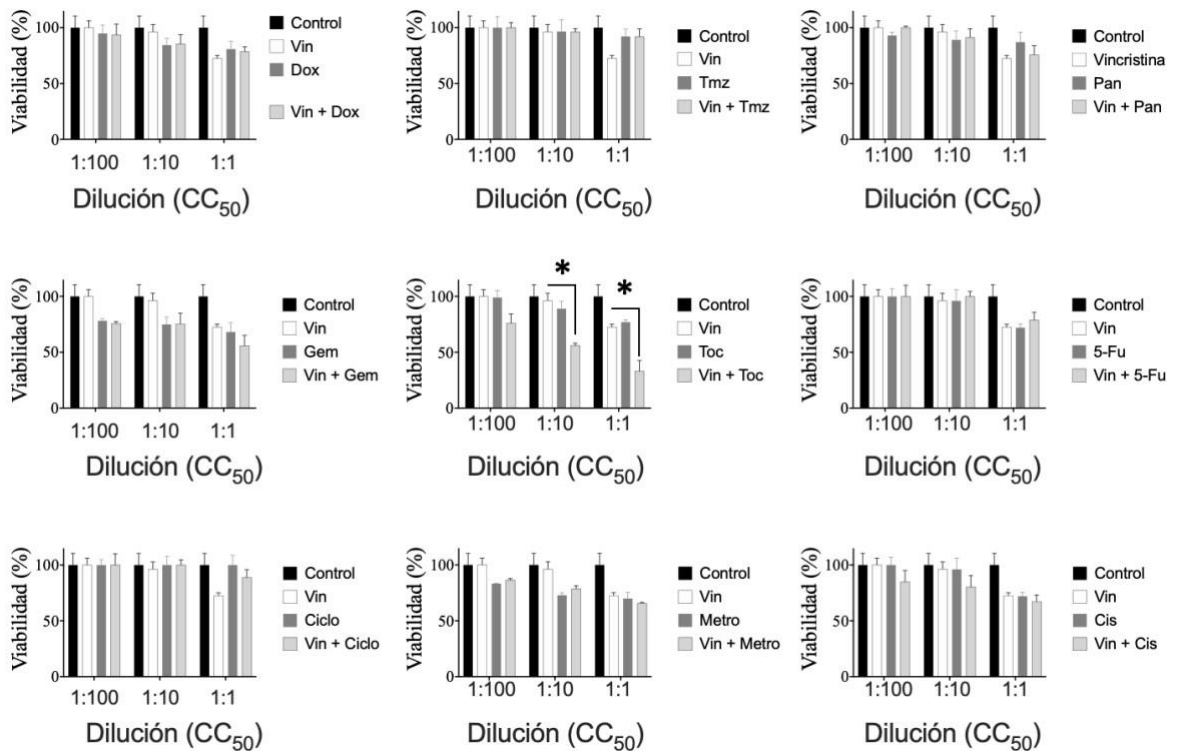 Viabilidad (%)
100
50
0
1:100 1:10 1:1
Dilución (CC50)
Control
Vin
Dox
Vin + Dox
Viabilidad (%)
100
50
0
1:100 1:10 1:1
Dilución (CC50)
Control
Vin
Tmz
Vin + Tmz
Viabilidad (%)
100
50
0
1:100 1:10 1:1
Dilución (CC50)
Control
Vincristina
Pan
Vin + Pan
Viabilidad (%)
100
50
0
1:100 1:10 1:1
Dilución (CC50)
Control
Vin
Gem
Vin + Gem
Viabilidad (%)
100
50
0
* *
1:100 1:10 1:1
Dilución (CC50)
Control
Vin
Toc
Vin + Toc
Viabilidad (%)
100
50
0
1:100 1:10 1:1
Dilución (CC50)
Control
Vin
5-Fu
Vin + 5-Fu
Viabilidad (%)
100
50
0
1:100 1:10 1:1
Dilución (CC50)
Control
Vin
Ciclo
Vin + Ciclo
Viabilidad (%)
100
50
0
1:100 1:10 1:1
Dilución (CC50)
Control
Vin
Metro
Vin + Metro
Viabilidad (%)
100
50
0
1:100 1:10 1:1
Dilución (CC50)
Control
Vin
Cis
Vin + Cis